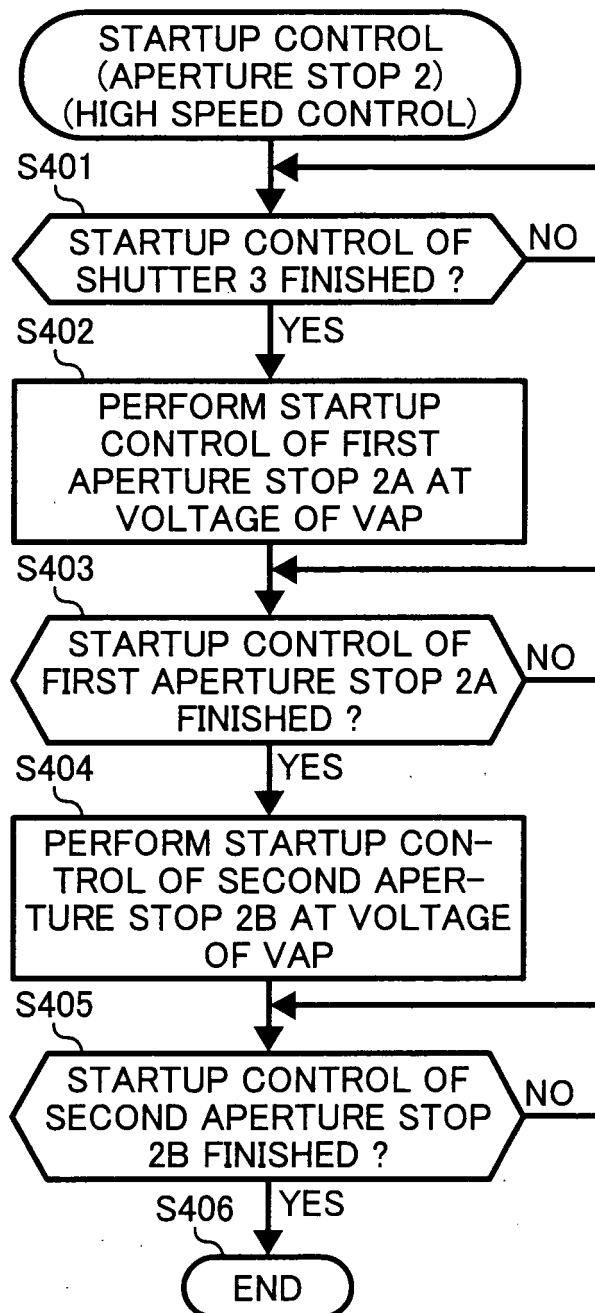 STARTUP CONTROL
(APERTURE STOP 2)
(HIGH SPEED CONTROL)
S401
STARTUP CONTROL OF
SHUTTER 3 FINISHED ?
NO
YES
S402
PERFORM STARTUP
CONTROL OF FIRST
APERTURE STOP 2A AT
VOLTAGE OF VAP
S403
STARTUP CONTROL OF
FIRST APERTURE STOP 2A
FINISHED ?
NO
YES
S404
PERFORM STARTUP CON-
TROL OF SECOND APER-
TURE STOP 2B AT VOLTAGE
OF VAP
S405
STARTUP CONTROL OF
SECOND APERTURE STOP
2B FINISHED ?
NO
YES
S406
END